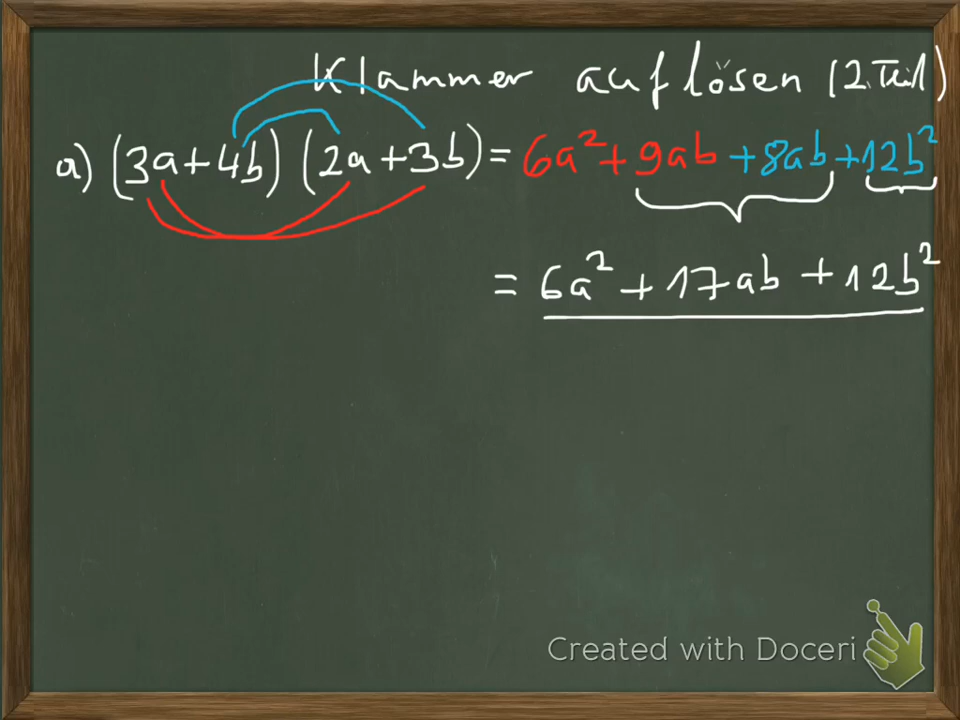 Klammer auflösen (2.Teil)
a) (3a+4b) (2a+3b) = 6a²+9ab+8ab+12b²
= 6a²+17ab+12b²
Created with Doceri